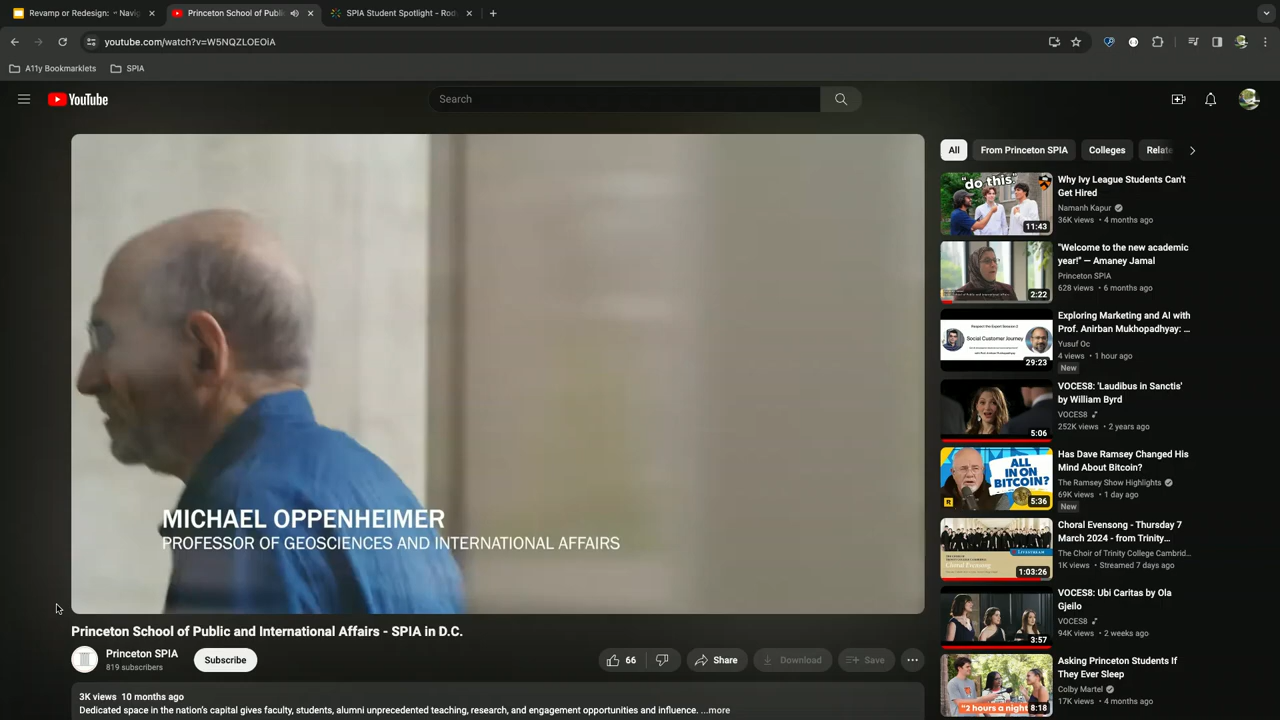 Revamp or Redesign: " Navig
Princeton School of Publi
SPIA Student Spotlight - Rob
youtube.com/watch?v=W5NQZLOEOiA
A11y Bookmarklets
SPIA
YouTube
Search
MICHAEL OPPENHEIMER
PROFESSOR OF GEOSCIENCES AND INTERNATIONAL AFFAIRS
Princeton School of Public and International Affairs - SPIA in D.C.
Princeton SPIA
819 subscribers
Subscribe
66
Share
Download
Save
3K views 10 months ago
Dedicated space in the nation's capital gives faculty, students, alumni unprecedented teaching, research, and engagement opportunities and influence. ...more
All
From Princeton SPIA
Colleges
Relate
"do this"
11:43
Why Ivy League Students Can't
Get Hired
Namanh Kapur
36K views • 4 months ago
2:22
"Welcome to the new academic
year!" — Amaney Jamal
Princeton SPIA
628 views • 6 months ago
Social Customer Journey
29:23
Exploring Marketing and AI with
Prof. Anirban Mukhopadhyay: ...
Yusuf Oc
4 views • 1 hour ago
New
5:06
VOCES8: 'Laudibus in Sanctis'
by William Byrd
VOCES8
252K views • 2 years ago
ALL
IN ON
BITCOIN?
5:36
Has Dave Ramsey Changed His
Mind About Bitcoin?
The Ramsey Show Highlights
69K views • 1 day ago
New
Choral Evensong
1:03:26
Choral Evensong - Thursday 7
March 2024 - from Trinity...
The Choir of Trinity College Cambrid...
1K views • Streamed 7 days ago
3:57
VOCES8: Ubi Caritas by Ola
Gjeilo
VOCES8
94K views • 2 weeks ago
"2 hours a night
8:18
Asking Princeton Students If
They Ever Sleep
Colby Martel
17K views • 4 months ago